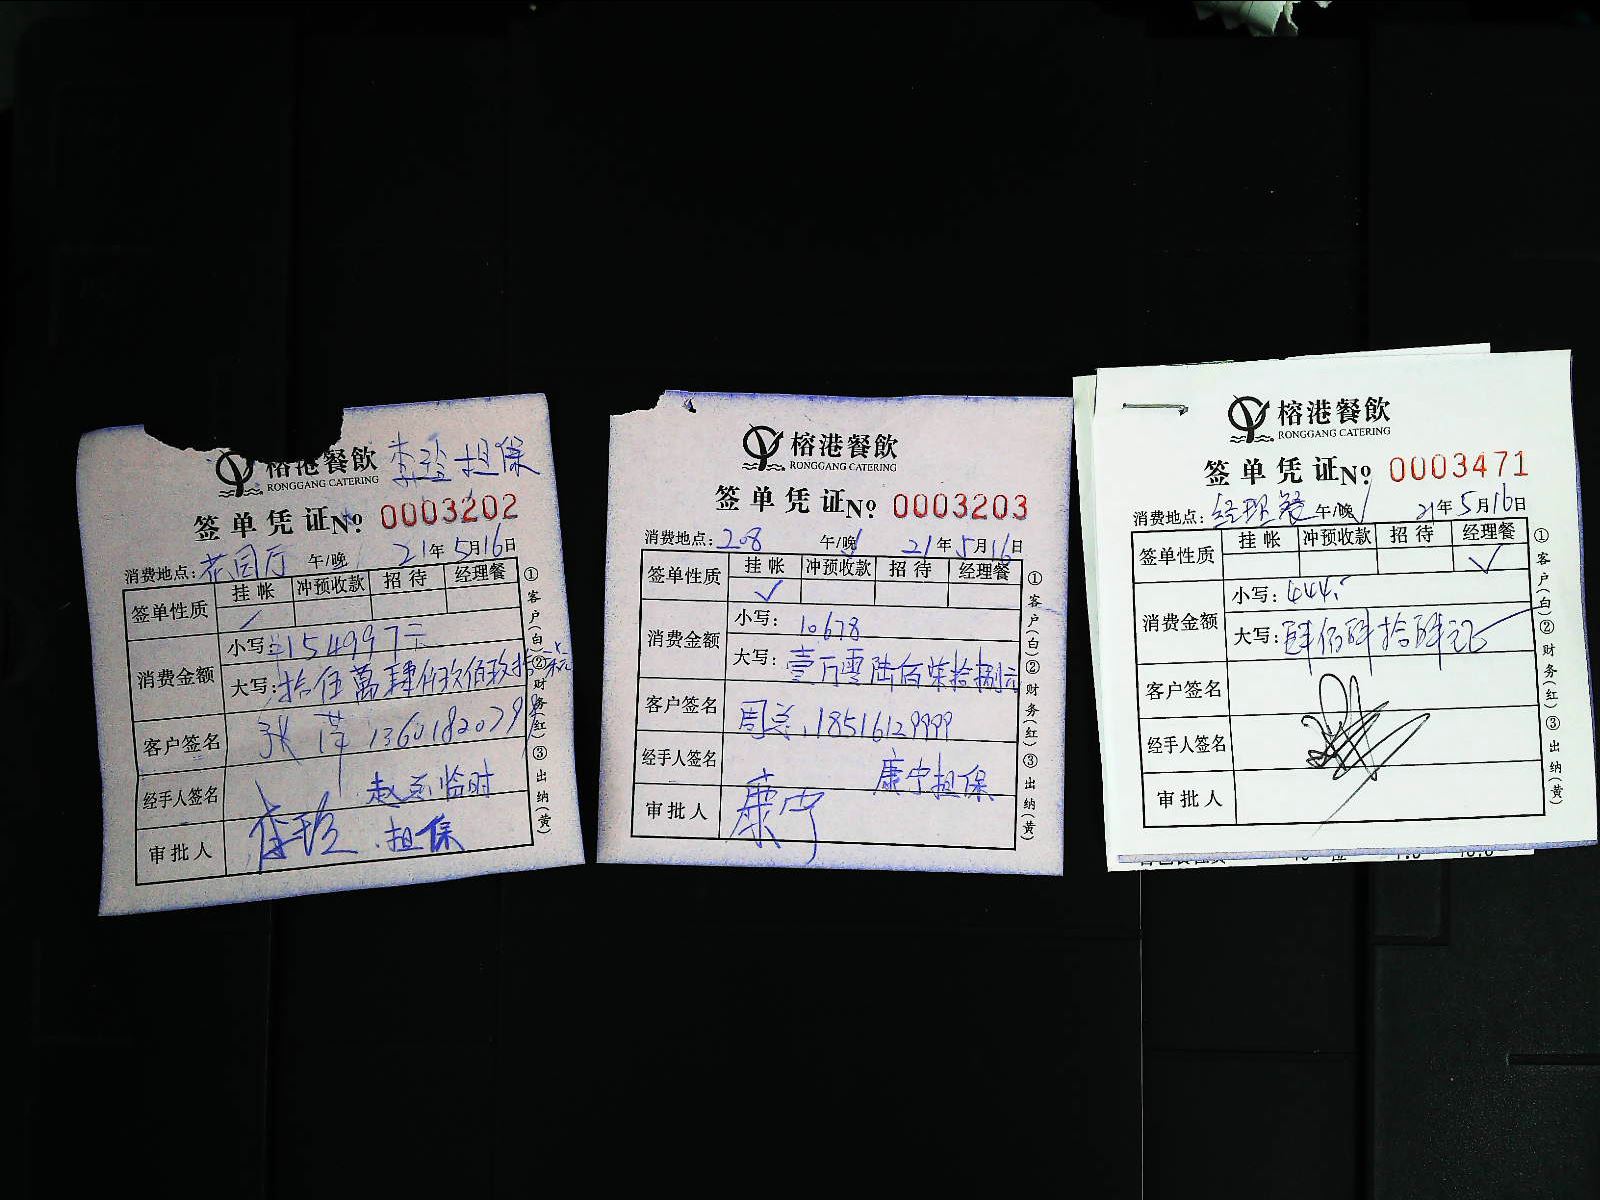 榕港餐飲 担保
RONGGANG CATERING
签单凭证 № 0003202
消费地点：花园厅 午/晚 21年5月16日
签单性质 挂帐 冲预收款 招待 经理餐
消费金额
小写：¥154997元
大写：拾伍萬肆仟玖佰玖拾柒元
客户签名 张萍
经手人签名 赵总临时
审批人 担保
①客户(白)②财务(红)③出纳(黄)
榕港餐飲
RONGGANG CATERING
签单凭证 № 0003203
消费地点：208 午/晚 21年5月16日
签单性质 挂帐 冲预收款 招待 经理餐
✓
消费金额
小写：10678
大写：壹万零陆佰柒拾捌元
客户签名 周总，18516129999
经手人签名 康宁担保
审批人 康宁
①客户(白)②财务(红)③出纳(黄)
榕港餐飲
RONGGANG CATERING
签单凭证 № 0003471
消费地点：经理餐 午/晚 21年5月16日
签单性质 挂帐 冲预收款 招待 经理餐
✓
消费金额
小写：444.
大写：肆佰肆拾肆元
客户签名
经手人签名
审批人
①客户(白)②财务(红)③出纳(黄)